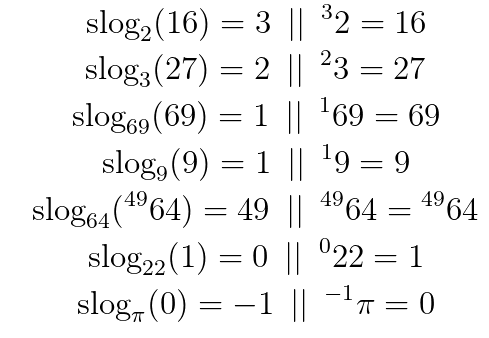 slog₂(16) = 3 || ³2 = 16
slog₃(27) = 2 || ²3 = 27
slog₆₉(69) = 1 || ¹69 = 69
slog₉(9) = 1 || ¹9 = 9
slog₆₄(⁴⁹64) = 49 || ⁴⁹64 = ⁴⁹64
slog₂₂(1) = 0 || ⁰22 = 1
slog_π(0) = −1 || ⁻¹π = 0